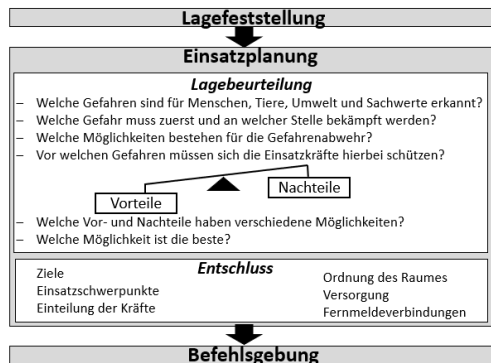 Lagefeststellung
Einsatzplanung
Lagebeurteilung
– Welche Gefahren sind für Menschen, Tiere, Umwelt und Sachwerte erkannt?
– Welche Gefahr muss zuerst und an welcher Stelle bekämpft werden?
– Welche Möglichkeiten bestehen für die Gefahrenabwehr?
– Vor welchen Gefahren müssen sich die Einsatzkräfte hierbei schützen?
Vorteile
Nachteile
– Welche Vor- und Nachteile haben verschiedene Möglichkeiten?
– Welche Möglichkeit ist die beste?
Entschluss
Ziele
Einsatzschwerpunkte
Einteilung der Kräfte
Ordnung des Raumes
Versorgung
Fernmeldeverbindungen
Befehlsgebung